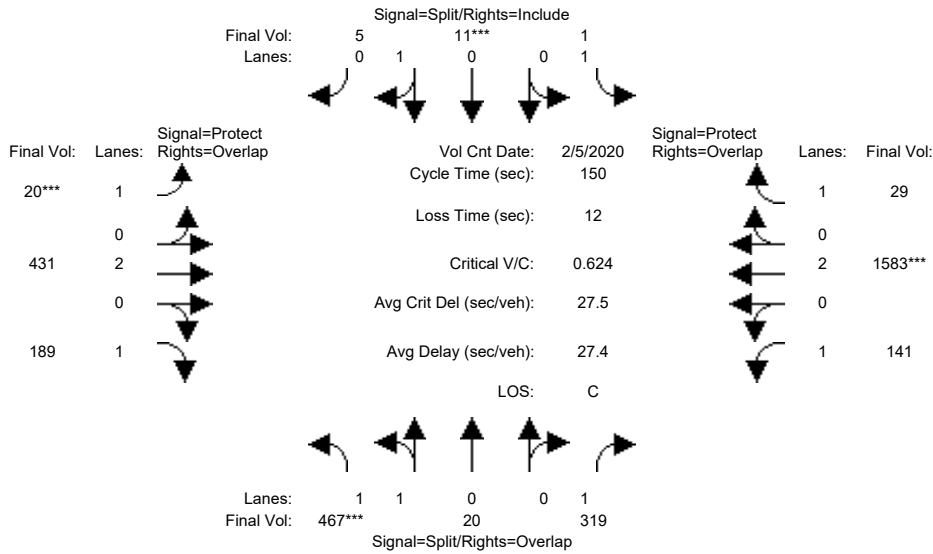 Signal=Split/Rights=Include
Final Vol: 5 11*** 1
Lanes: 0 1 0 0 1
Signal=Protect Signal=Protect
Final Vol: Lanes: Rights=Overlap Vol Cnt Date: 2/5/2020 Rights=Overlap Lanes: Final Vol:
Cycle Time (sec): 150
20*** 1 1 29
Loss Time (sec): 12
0 0
431 2 Critical V/C: 0.624 2 1583***
0 Avg Crit Del (sec/veh): 27.5 0
189 1 Avg Delay (sec/veh): 27.4 1 141
LOS: C
Lanes: 1 1 0 0 1
Final Vol: 467*** 20 319
Signal=Split/Rights=Overlap